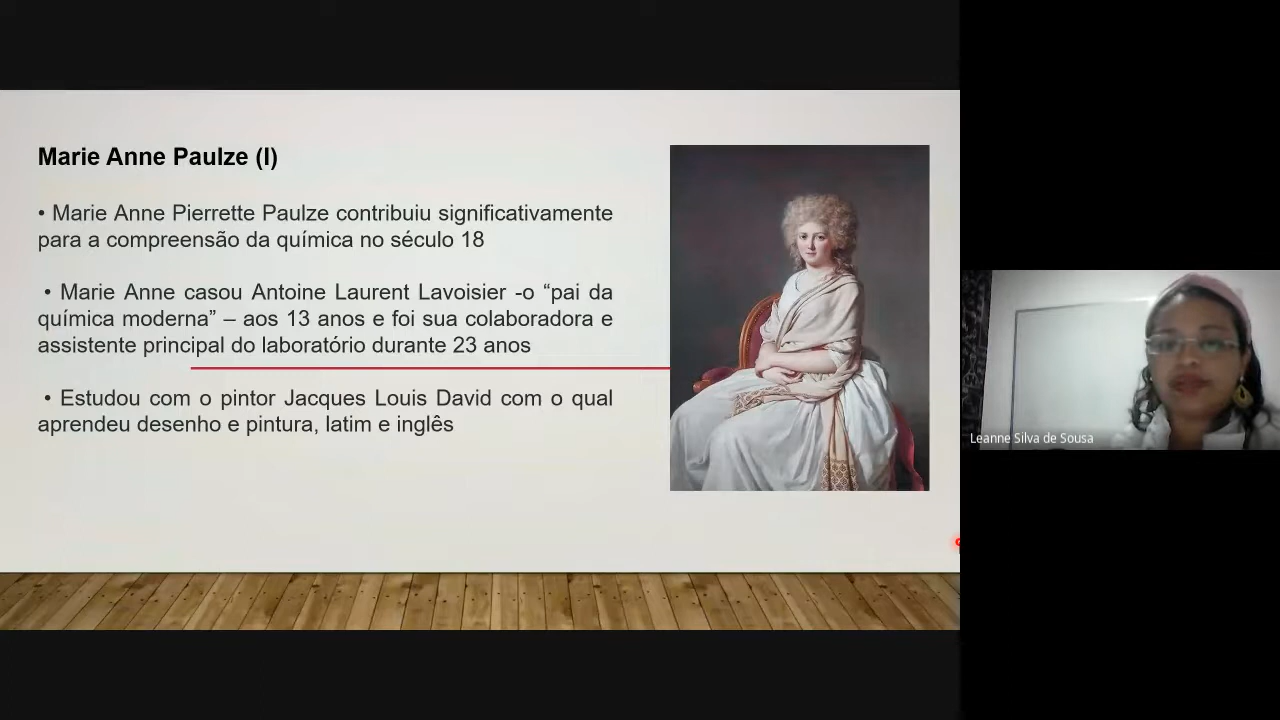 Marie Anne Paulze (I)
• Marie Anne Pierrette Paulze contribuiu significativamente
para a compreensão da química no século 18
• Marie Anne casou Antoine Laurent Lavoisier -o “pai da
química moderna” – aos 13 anos e foi sua colaboradora e
assistente principal do laboratório durante 23 anos
• Estudou com o pintor Jacques Louis David com o qual
aprendeu desenho e pintura, latim e inglês
Leanne Silva de Sousa